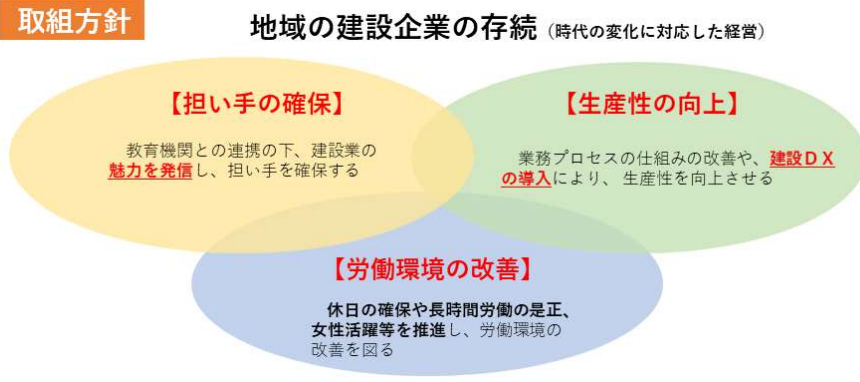 取組方針
地域の建設企業の存続（時代の変化に対応した経営）
【担い手の確保】
教育機関との連携の下、建設業の
魅力を発信し、担い手を確保する
【生産性の向上】
業務プロセスの仕組みの改善や、建設ＤＸ
の導入により、生産性を向上させる
【労働環境の改善】
休日の確保や長時間労働の是正、
女性活躍等を推進し、労働環境の
改善を図る